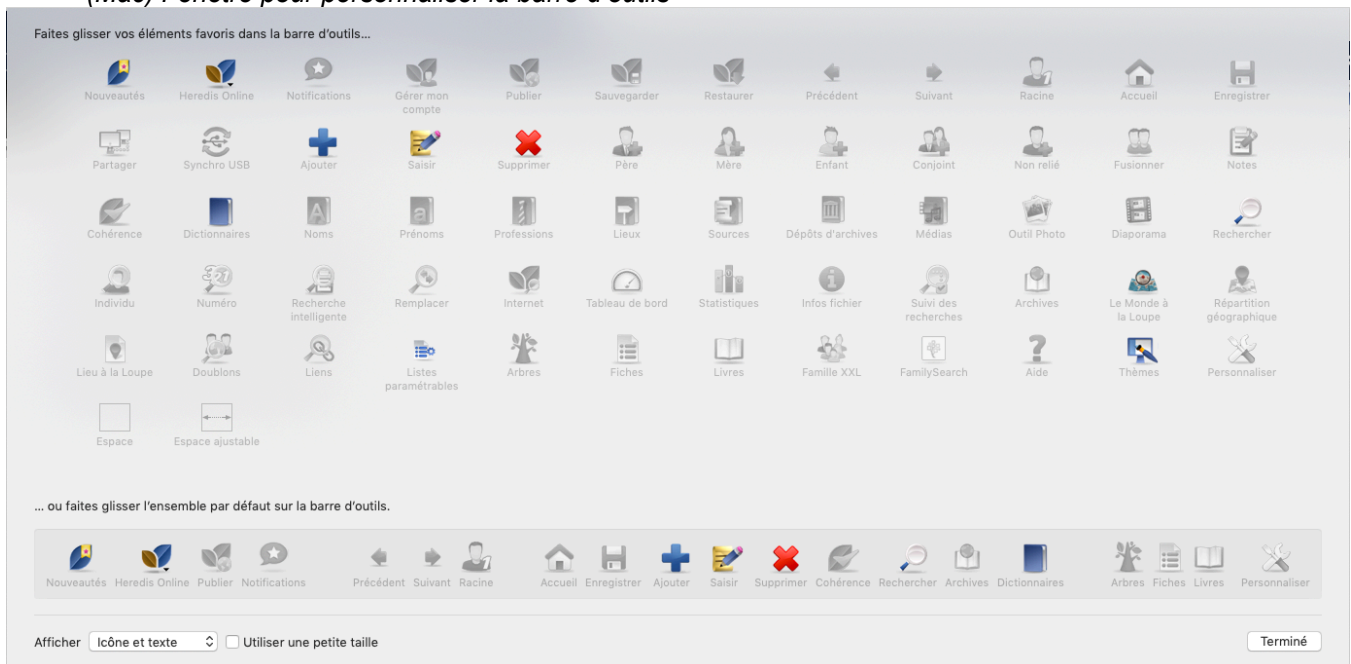 (Mac) Fenêtre pour personnaliser la barre d'outils
Faites glisser vos éléments favoris dans la barre d'outils...
Nouveautés Heredis Online Notifications Gérer mon compte Publier Sauvegarder Restaurer Précédent Suivant Racine Accueil Enregistrer
Partager Synchro USB Ajouter Saisir Supprimer Père Mère Enfant Conjoint Non relié Fusionner Notes
Cohérence Dictionnaires Noms Prénoms Professions Lieux Sources Dépôts d'archives Médias Outil Photo Diaporama Rechercher
Individu Numéro Recherche intelligente Remplacer Internet Tableau de bord Statistiques Infos fichier Suivi des recherches Archives Le Monde à la Loupe Répartition géographique
Lieu à la Loupe Doublons Liens Listes paramétrables Arbres Fiches Livres Famille XXL FamilySearch Aide Thèmes Personnaliser
Espace Espace ajustable
... ou faites glisser l'ensemble par défaut sur la barre d'outils.
Nouveautés Heredis Online Publier Notifications Précédent Suivant Racine Accueil Enregistrer Ajouter Saisir Supprimer Cohérence Rechercher Archives Dictionnaires Arbres Fiches Livres Personnaliser
Afficher Icône et texte Utiliser une petite taille Terminé